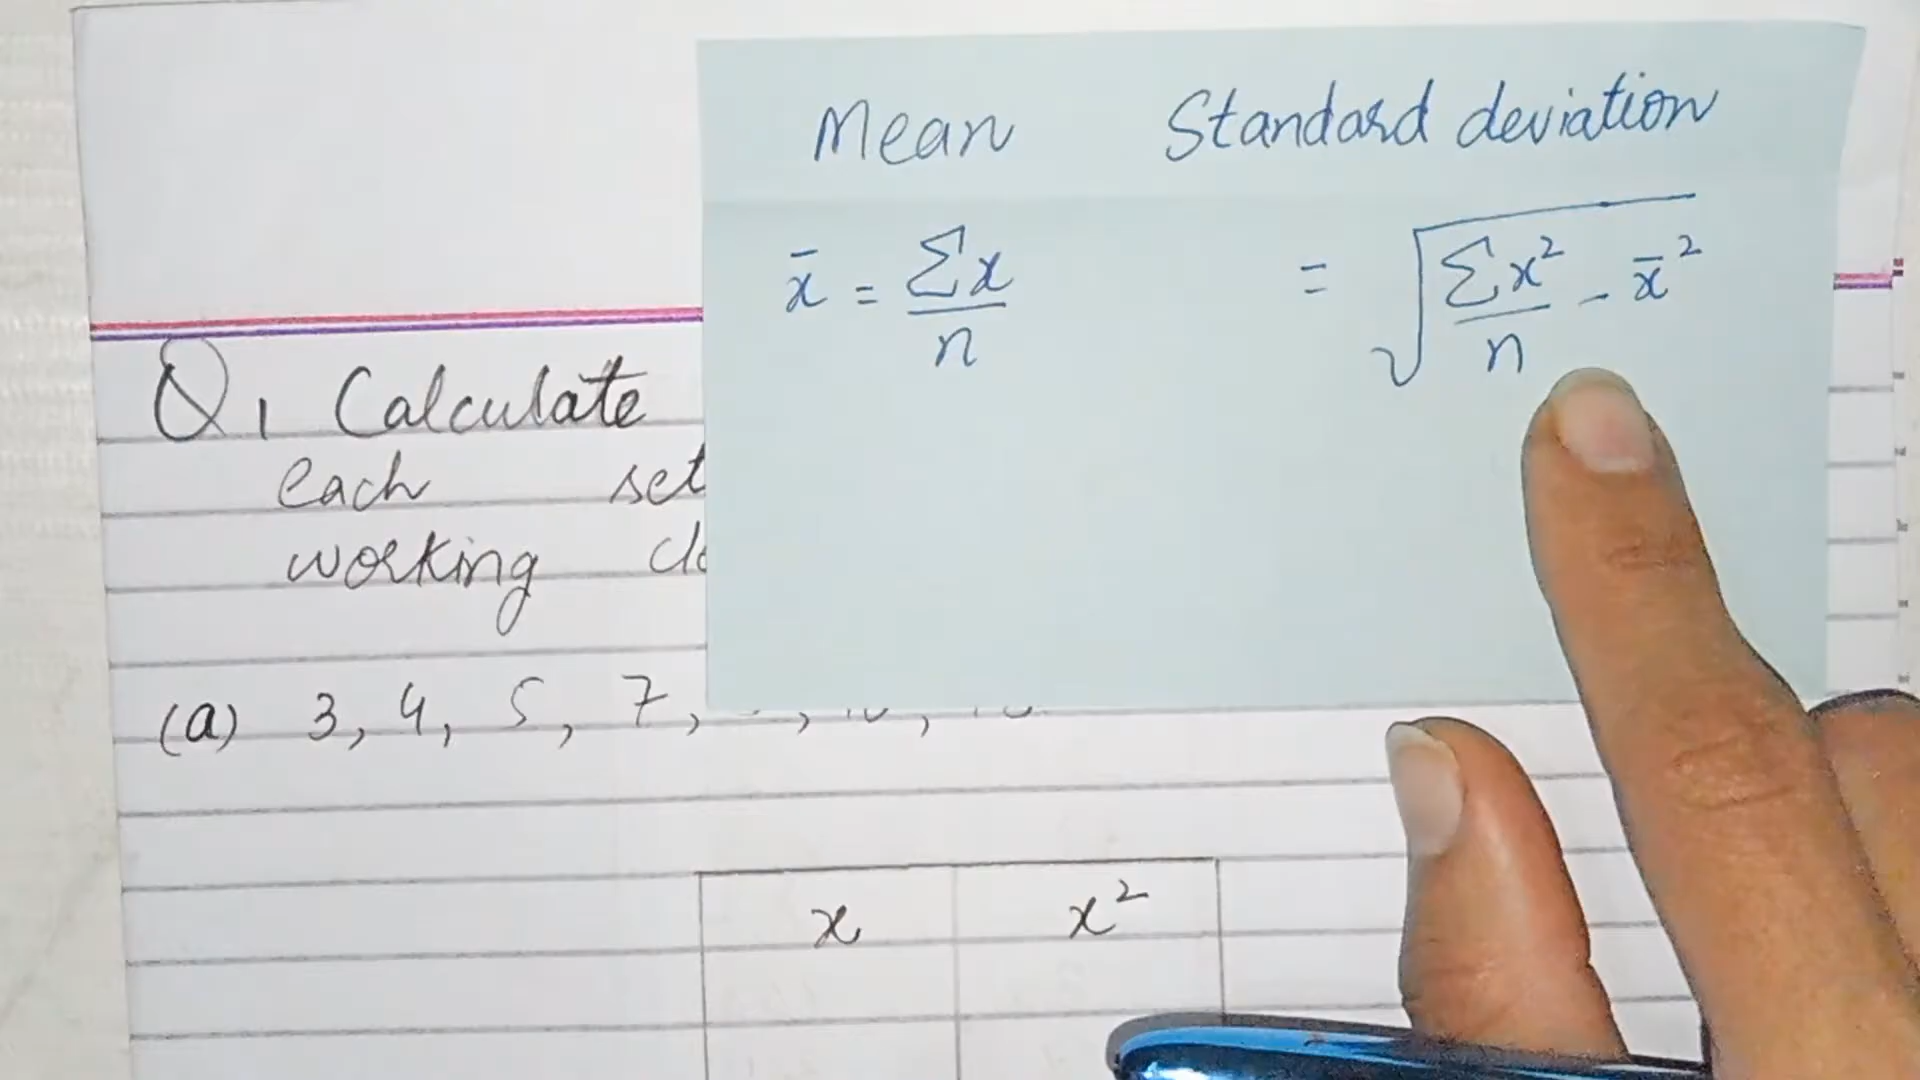 Mean Standard deviation
x̄ = Σx/n = √(Σx²/n - x̄²)
Q1 Calculate
each set
working
(a) 3, 4, 5, 7,
x x²